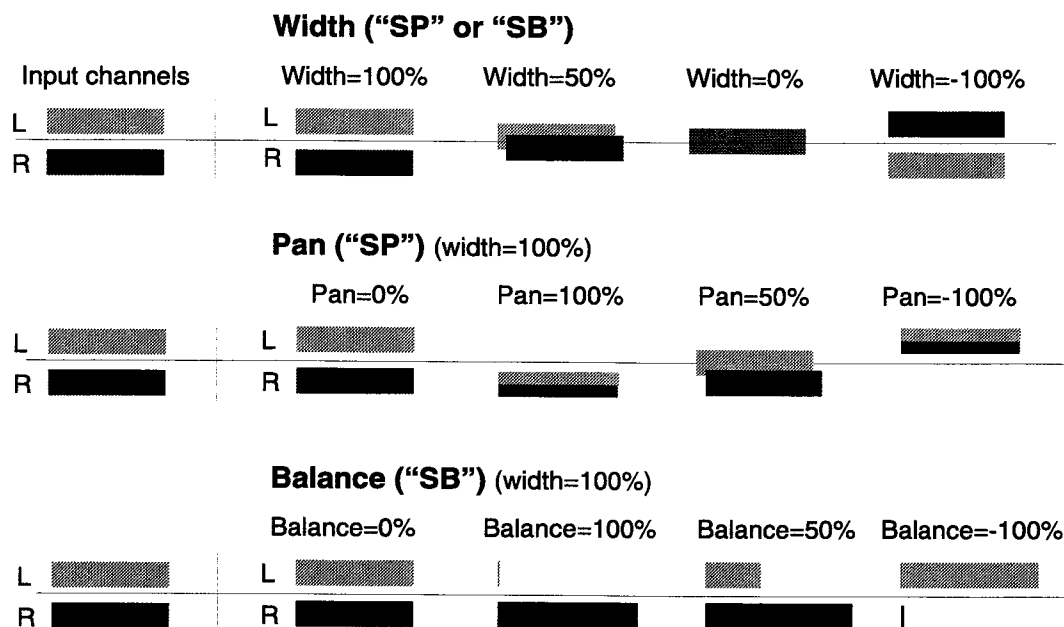 Width (“SP” or “SB”)
Input channels Width=100% Width=50% Width=0% Width=-100%
L L
R R
Pan (“SP”) (width=100%)
Pan=0% Pan=100% Pan=50% Pan=-100%
L L
R R
Balance (“SB”) (width=100%)
Balance=0% Balance=100% Balance=50% Balance=-100%
L L
R R